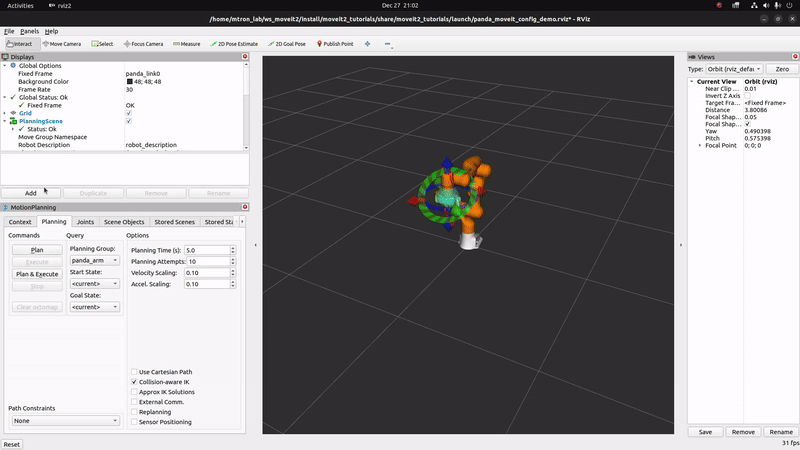 Activities rviz2 Dec 27 21:02
/home/mtron_lab/ws_moveit2/install/moveit2_tutorials/share/moveit2_tutorials/launch/panda_moveit_config_demo.rviz* - RViz
File Panels Help
Interact Move Camera Select Focus Camera Measure 2D Pose Estimate 2D Goal Pose Publish Point
Displays
Global Options
Fixed Frame panda_link0
Background Color 48; 48; 48
Frame Rate 30
Global Status: Ok
Fixed Frame OK
Grid
PlanningScene
Status: Ok
Move Group Namespace
Robot Description robot_description
Add Duplicate Remove Rename
MotionPlanning
Context Planning Joints Scene Objects Stored Scenes Stored Sta
Commands Query Options
Plan
Execute
Plan & Execute
Stop
Clear octomap
Planning Group:
panda_arm
Start State:
<current>
Goal State:
<current>
Planning Time (s): 5.0
Planning Attempts: 10
Velocity Scaling: 0.10
Accel. Scaling: 0.10
Use Cartesian Path
Collision-aware IK
Approx IK Solutions
External Comm.
Replanning
Sensor Positioning
Path Constraints
None
Reset
Views
Type: Orbit (rviz_defau Zero
Current View Orbit (rviz)
Near Clip ... 0.01
Invert Z Axis
Target Fra... <Fixed Frame>
Distance 3.80086
Focal Shap... 0.05
Focal Shap...
Yaw 0.490398
Pitch 0.575398
Focal Point 0; 0; 0
Save Remove Rename
31 fps